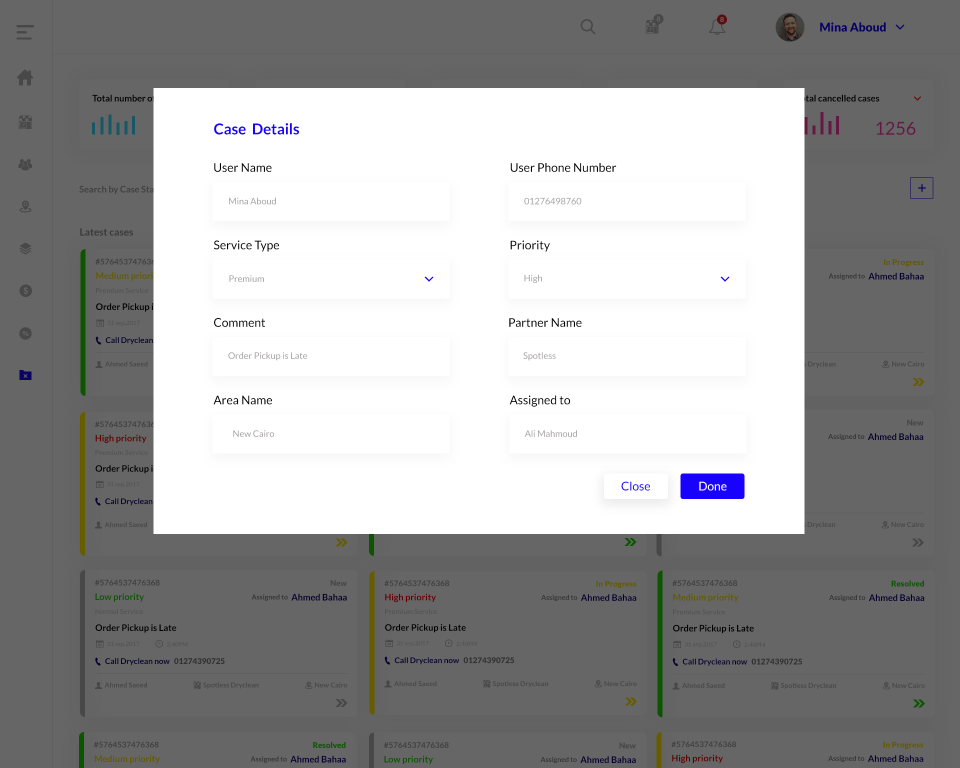 8
8
Mina Aboud
Total number o
tal cancelled cases
1256
Search by Case Sta
+
Latest cases
Case Details
User Name
User Phone Number
Mina Aboud
01276498760
Service Type
Priority
Premium
High
Comment
Partner Name
Order Pickup is Late
Spotless
Area Name
Assigned to
New Cairo
Ali Mahmoud
Close
Done
#57645374763
Medium priori
Premium Service
Order Pickup i
Call Dryclean
Ahmed Saeed
In Progress
Assigned to Ahmed Bahaa
s Dryclean
New Cairo
#57645374763
High priority
Premium Service
Order Pickup i
Call Dryclean
Ahmed Saeed
New
Assigned to Ahmed Bahaa
Dryclean
New Cairo
#5764537476368
New
Low priority
Assigned to Ahmed Bahaa
Normal Service
Order Pickup is Late
Call Dryclean now 01274390725
Ahmed Saeed
Spotless Dryclean
New Cairo
#5764537476368
In Progress
High priority
Assigned to Ahmed Bahaa
Premium Service
Order Pickup is Late
Call Dryclean now 01274390725
Ahmed Saeed
Spotless Dryclean
New Cairo
#5764537476368
Resolved
Medium priority
Assigned to Ahmed Bahaa
Premium Service
Order Pickup is Late
Call Dryclean now 01274390725
Ahmed Saeed
Spotless Dryclean
New Cairo
#5764537476368
Resolved
Medium priority
Assigned to Ahmed Bahaa
#5764537476368
New
Low priority
Assigned to Ahmed Bahaa
#5764537476368
In Progress
High priority
Assigned to Ahmed Bahaa